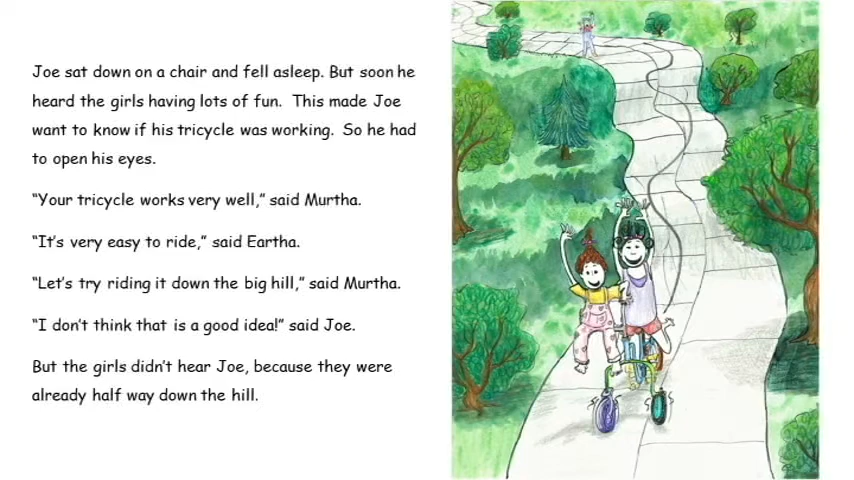 Joe sat down on a chair and fell asleep. But soon he
heard the girls having lots of fun.  This made Joe
want to know if his tricycle was working.  So he had
to open his eyes.
“Your tricycle works very well,” said Murtha.
“It’s very easy to ride,” said Eartha.
“Let’s try riding it down the big hill,” said Murtha.
“I don’t think that is a good idea!” said Joe.
But the girls didn’t hear Joe, because they were
already half way down the hill.